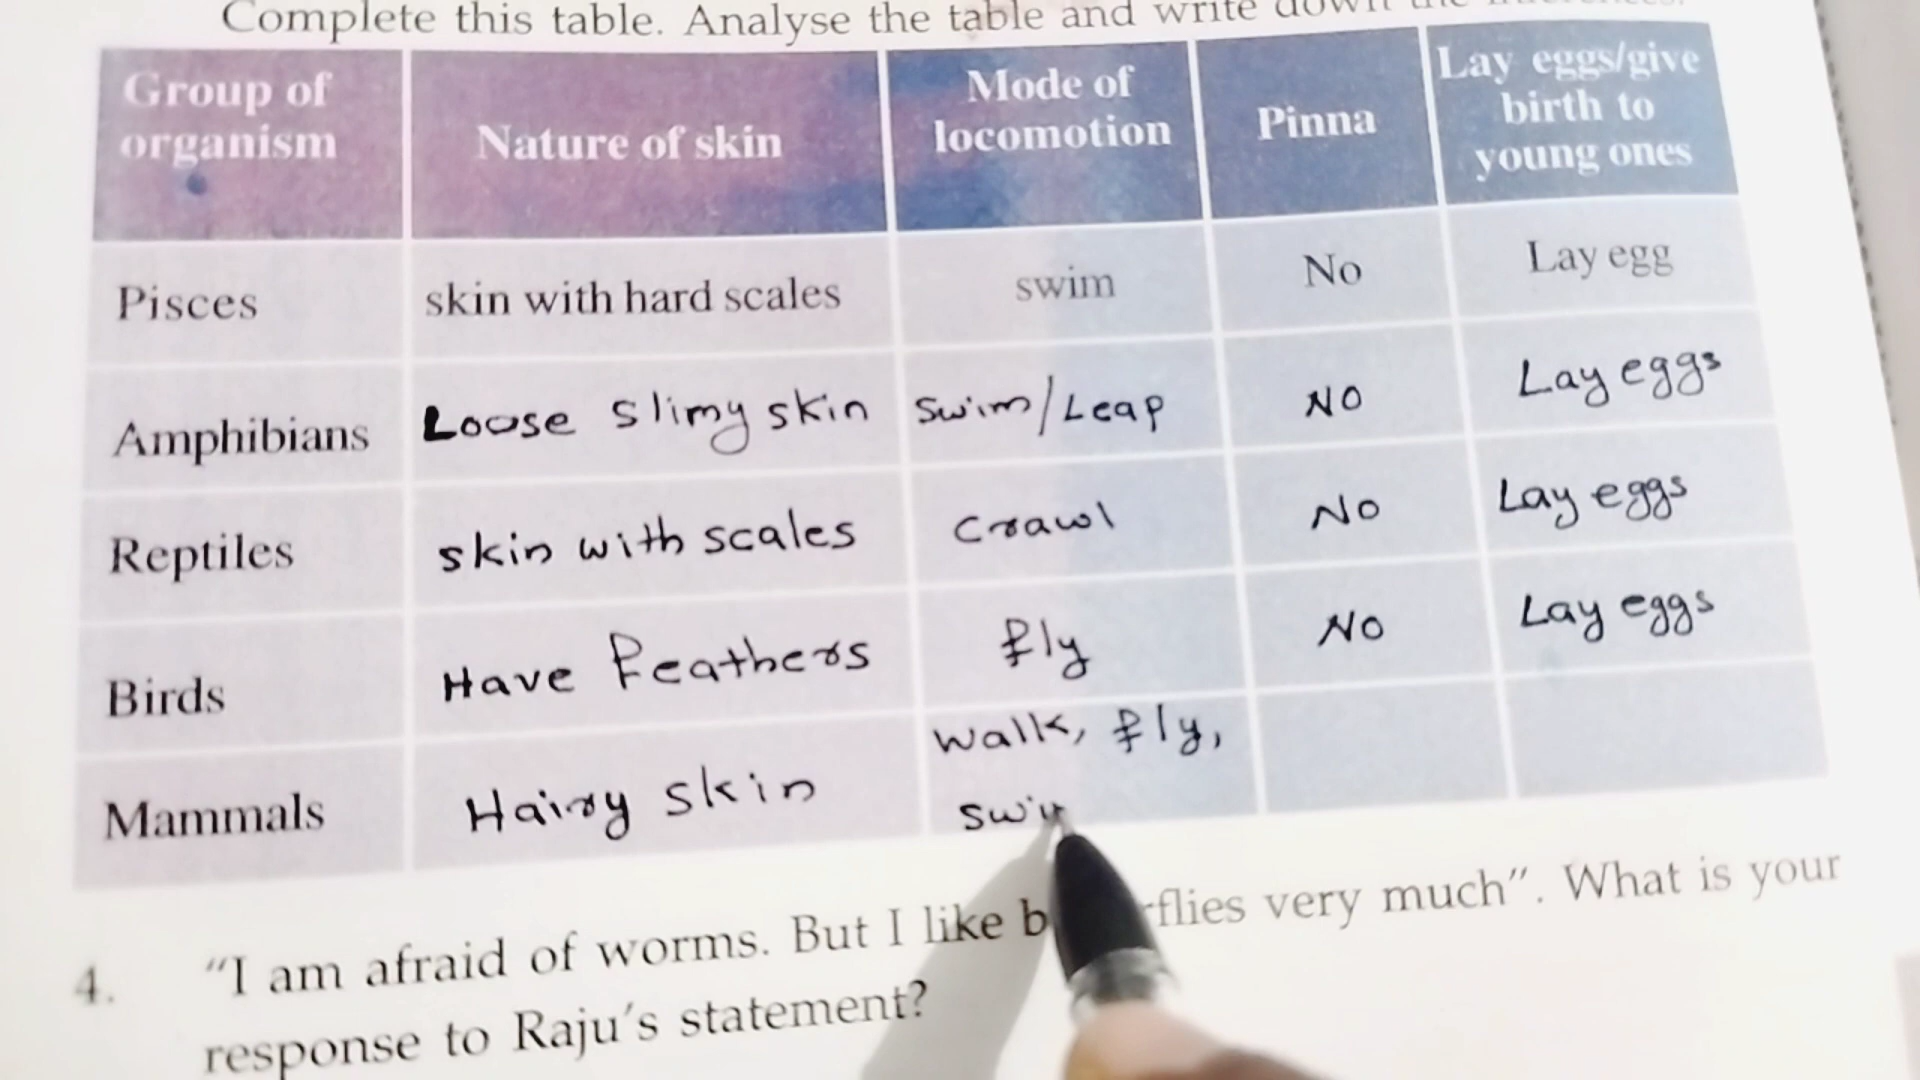 Complete this table. Analyse the table and write down the inferences.
Group of organism | Nature of skin | Mode of locomotion | Pinna | Lay eggs/give birth to young ones
Pisces | skin with hard scales | swim | No | Lay egg
Amphibians | Loose slimy skin | Swim/Leap | NO | Lay eggs
Reptiles | skin with scales | Crawl | No | Lay eggs
Birds | Have feathers | fly | No | Lay eggs
Mammals | Hairy skin | walk, fly, | |
4. "I am afraid of worms. But I like flies very much". What is your
response to Raju's statement?